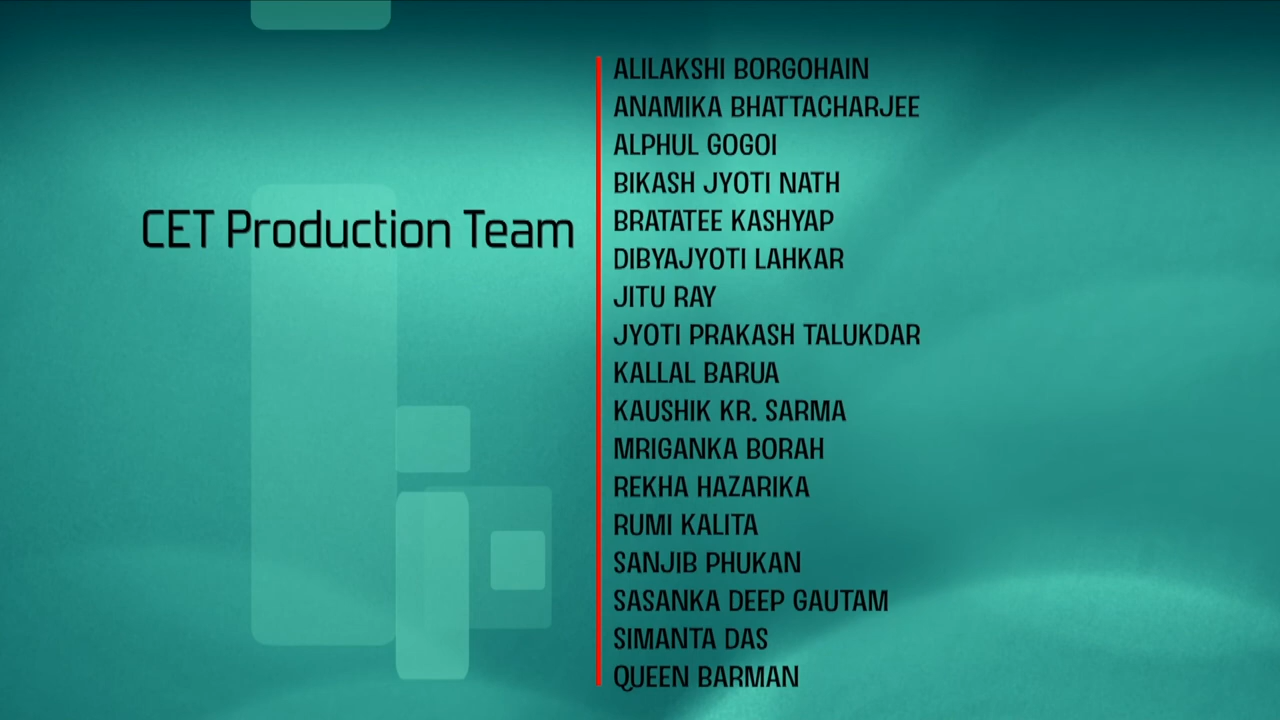 CET Production Team
ALILAKSHI BORGOHAIN
ANAMIKA BHATTACHARJEE
ALPHUL GOGOI
BIKASH JYOTI NATH
BRATATEE KASHYAP
DIBYAJYOTI LAHKAR
JITU RAY
JYOTI PRAKASH TALUKDAR
KALLAL BARUA
KAUSHIK KR. SARMA
MRIGANKA BORAH
REKHA HAZARIKA
RUMI KALITA
SANJIB PHUKAN
SASANKA DEEP GAUTAM
SIMANTA DAS
QUEEN BARMAN